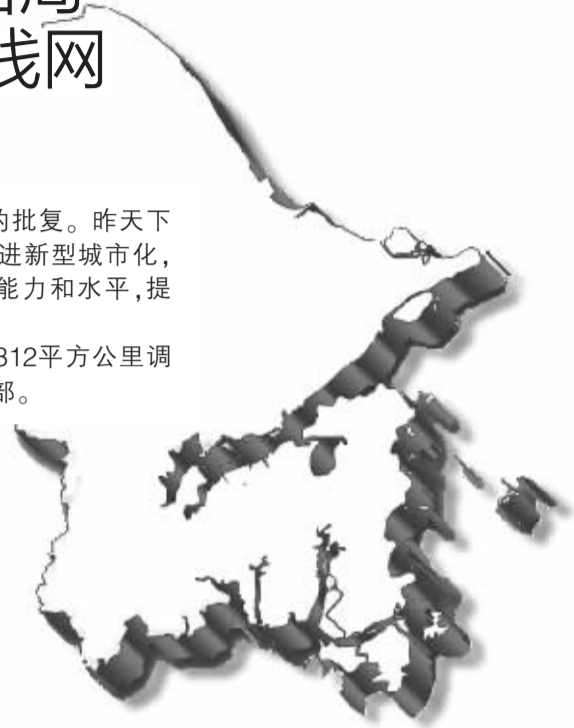 线网
的批复。昨天下
进新型城市化，
能力和水平，提
312平方公里调
部。